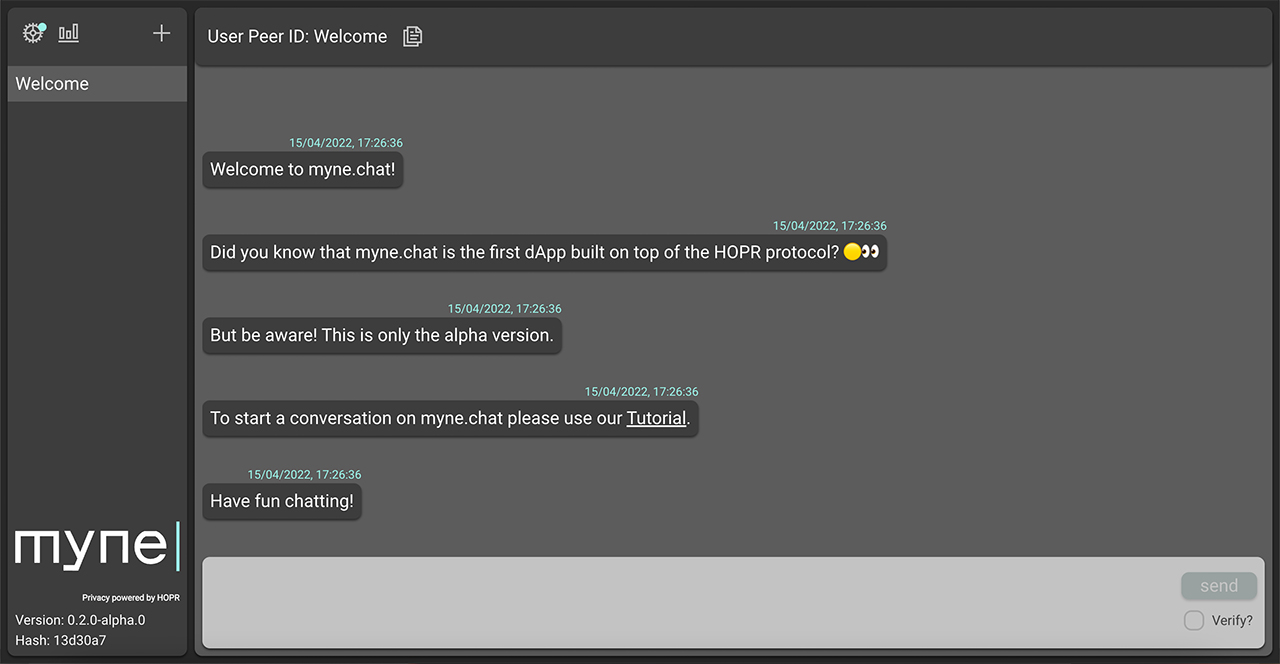 User Peer ID: Welcome
Welcome
15/04/2022, 17:26:36
Welcome to myne.chat!
15/04/2022, 17:26:36
Did you know that myne.chat is the first dApp built on top of the HOPR protocol? 🟡👀
15/04/2022, 17:26:36
But be aware! This is only the alpha version.
15/04/2022, 17:26:36
To start a conversation on myne.chat please use our Tutorial.
15/04/2022, 17:26:36
Have fun chatting!
myne
Privacy powered by HOPR
Version: 0.2.0-alpha.0
Hash: 13d30a7
send
Verify?